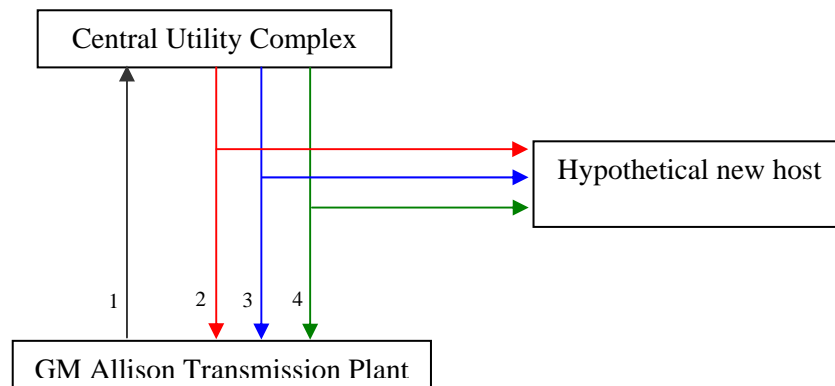 Central Utility Complex
Hypothetical new host
1 2 3 4
GM Allison Transmission Plant